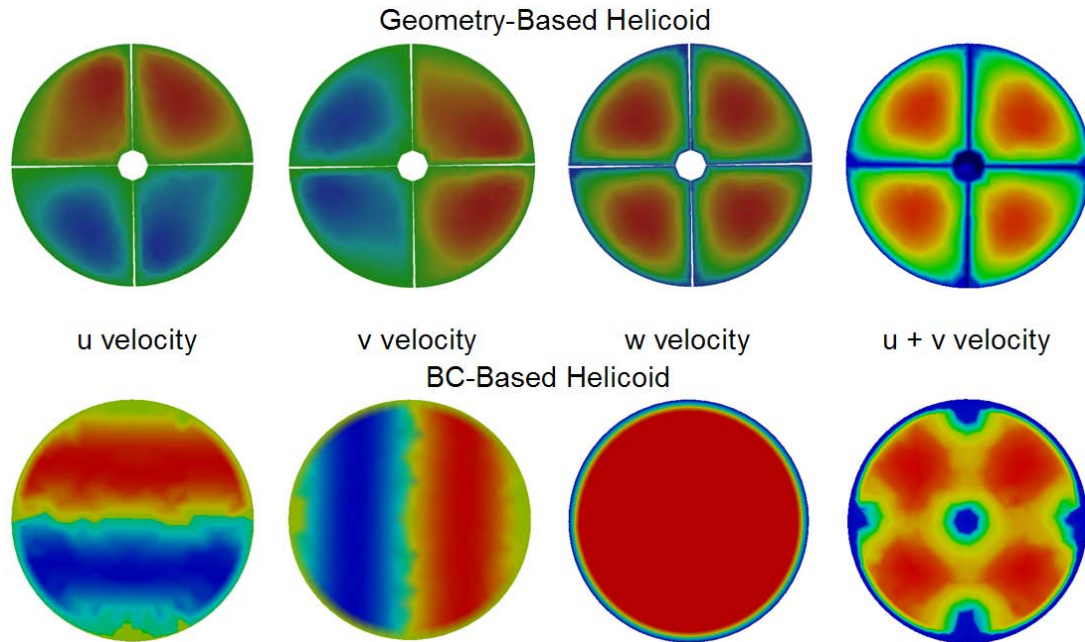 Geometry-Based Helicoid
u velocity v velocity w velocity u + v velocity
BC-Based Helicoid